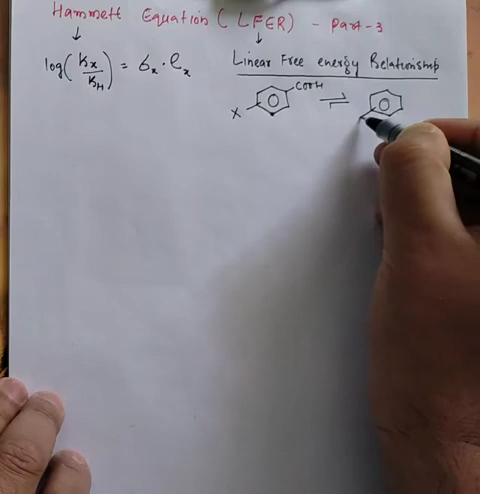 Hammett Equation (LFER) - Part-3
↓ ↓
log(Kx/KH) = σx · ρx
Linear Free energy Relationship
X COOH ⇌